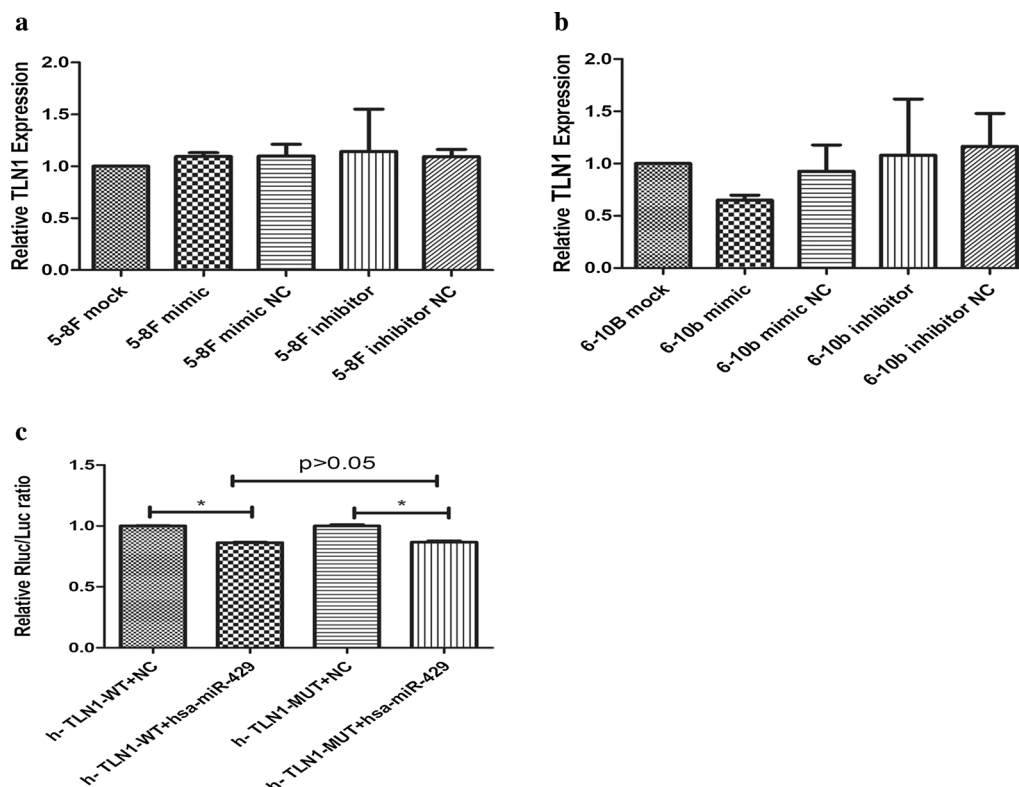 a
Relative TLN1 Expression
2.0
1.5
1.0
0.5
0.0
5-8F mock
5-8F mimic
5-8F mimic NC
5-8F inhibitor
5-8F inhibitor NC
b
Relative TLN1 Expression
2.0
1.5
1.0
0.5
0.0
6-10B mock
6-10b mimic
6-10b mimic NC
6-10b inhibitor
6-10b inhibitor NC
c
Relative Rluc/Luc ratio
1.5
1.0
0.5
0.0
p>0.05
*
*
h- TLN1-WT+NC
h- TLN1-WT+hsa-miR-429
h- TLN1-MUT+NC
h- TLN1-MUT+hsa-miR-429